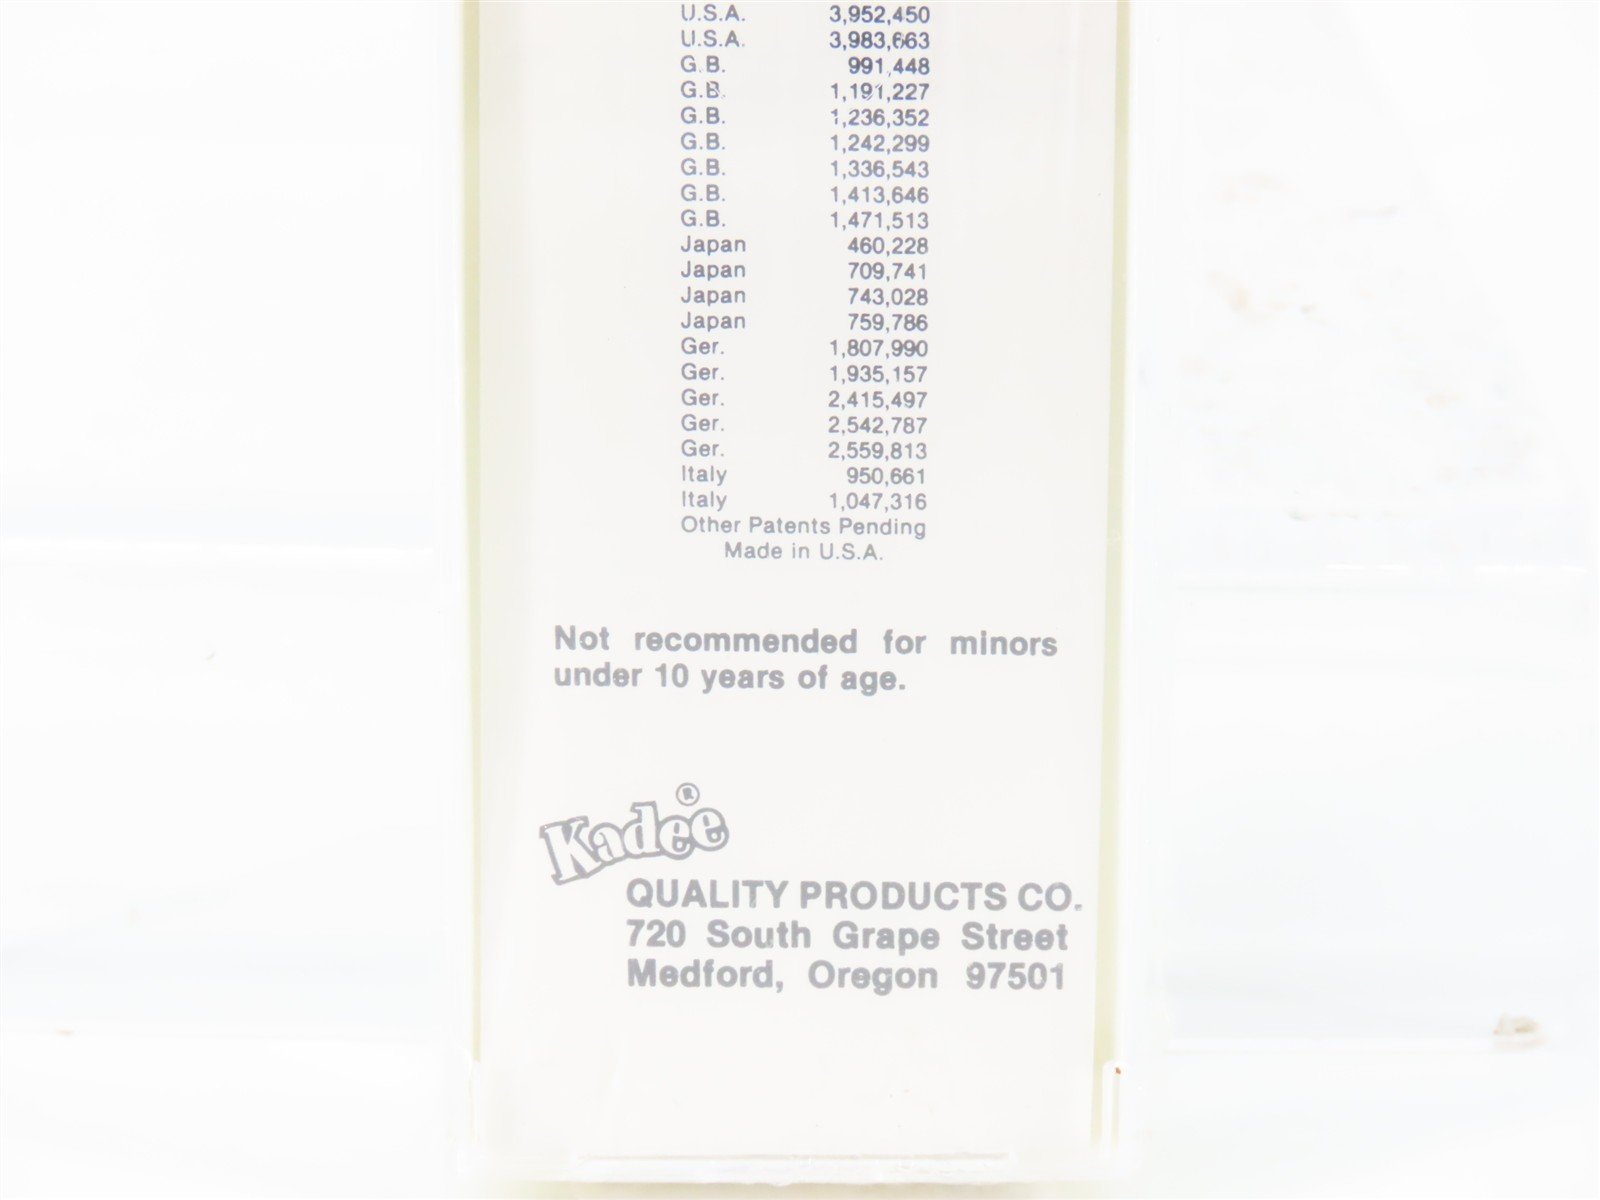 U.S.A. 3,952,450
U.S.A. 3,983,663
G.B. 991,448
G.B. 1,191,227
G.B. 1,236,352
G.B. 1,242,299
G.B. 1,336,543
G.B. 1,413,646
G.B. 1,471,513
Japan 460,228
Japan 709,741
Japan 743,028
Japan 759,786
Ger. 1,807,990
Ger. 1,935,157
Ger. 2,415,497
Ger. 2,542,787
Ger. 2,559,813
Italy 950,661
Italy 1,047,316
Other Patents Pending
Made in U.S.A.
Not recommended for minors
under 10 years of age.
Kadee®
QUALITY PRODUCTS CO.
720 South Grape Street
Medford, Oregon 97501